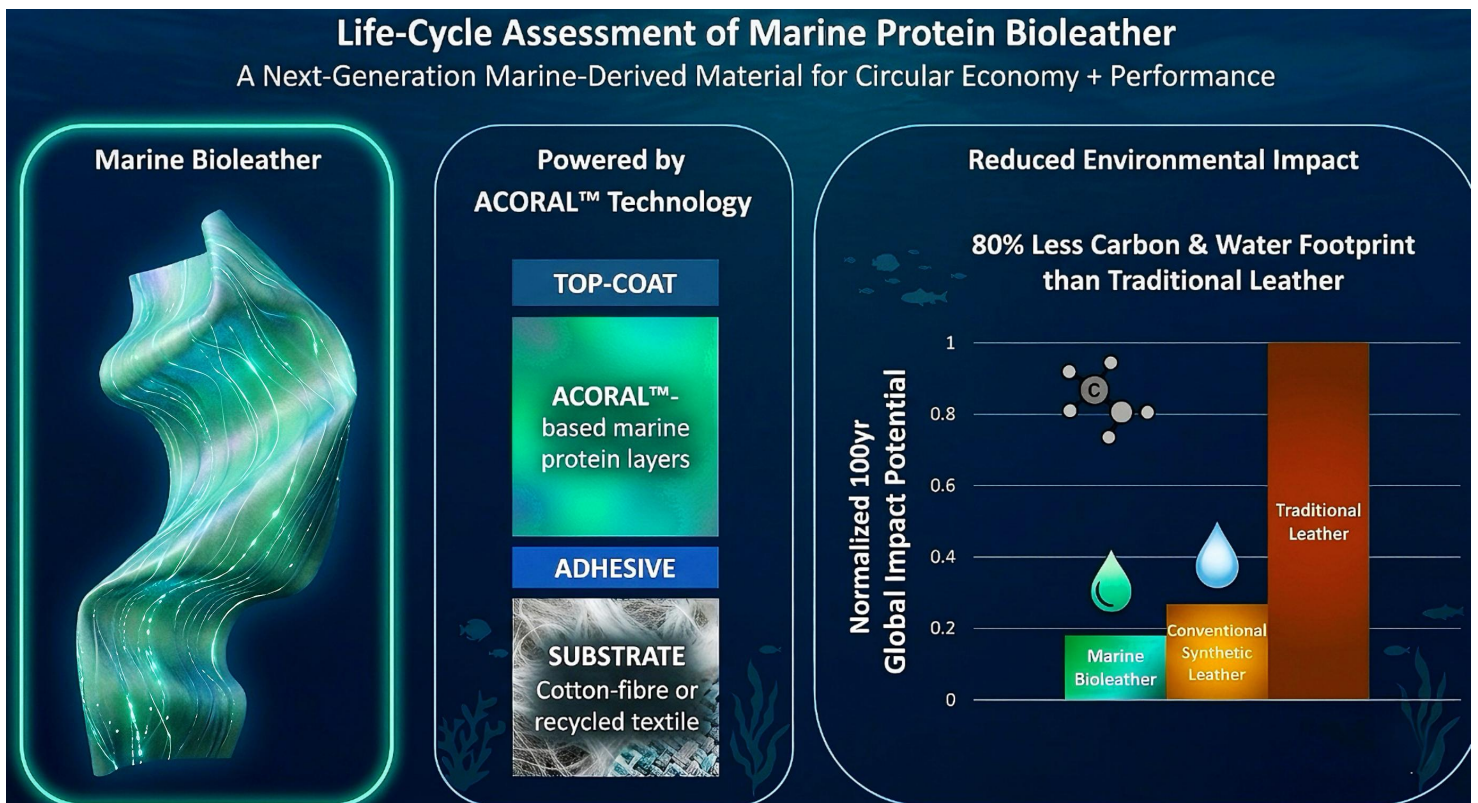 Life-Cycle Assessment of Marine Protein Bioleather
A Next-Generation Marine-Derived Material for Circular Economy + Performance
Marine Bioleather
Powered by
ACORAL™ Technology
TOP-COAT
ACORAL™-
based marine
protein layers
ADHESIVE
SUBSTRATE
Cotton-fibre or
recycled textile
Reduced Environmental Impact
80% Less Carbon & Water Footprint
than Traditional Leather
Normalized 100yr
Global Impact Potential
1
0.8
0.6
0.4
0.2
0
C
Marine
Bioleather
Conventional
Synthetic
Leather
Traditional
Leather